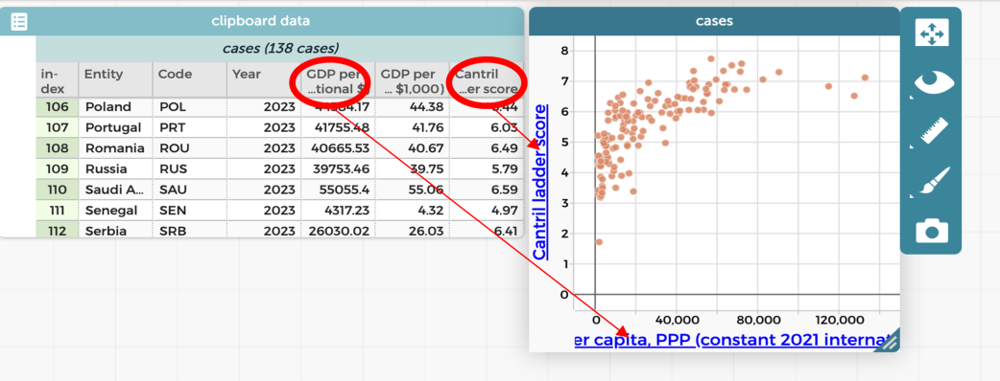 clipboard data
cases (138 cases)
in-dex Entity Code Year GDP per ...tional $) GDP per ... $1,000) Cantril ...er score
106 Poland POL 2023 44.38
107 Portugal PRT 2023 41755.48 41.76 6.03
108 Romania ROU 2023 40665.53 40.67 6.49
109 Russia RUS 2023 39753.46 39.75 5.79
110 Saudi A... SAU 2023 55055.4 55.06 6.59
111 Senegal SEN 2023 4317.23 4.32 4.97
112 Serbia SRB 2023 26030.02 26.03 6.41
cases
Cantril ladder score
8
7
6
5
4
3
2
1
0
0 40,000 80,000 120,000
er capita, PPP (constant 2021 internat